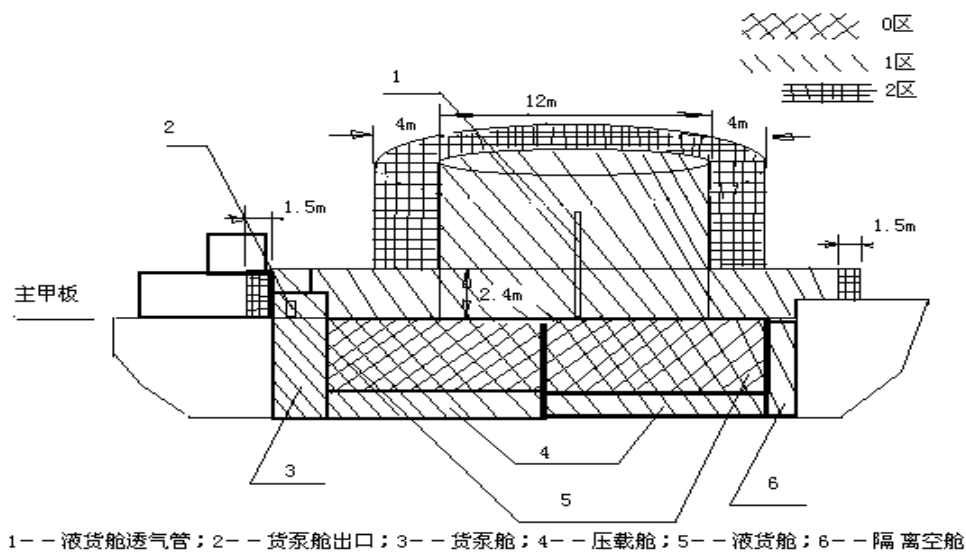 0区
1区
2区
1
12m
4m
4m
2
1.5m
1.5m
主甲板
2.4m
3
4
5
6
1--液货舱透气管；2--货泵舱出口；3--货泵舱；4--压载舱；5--液货舱；6--隔离空舱